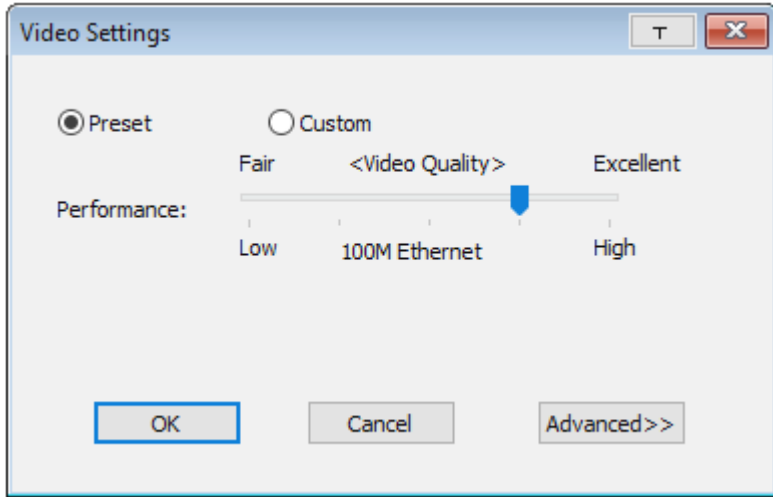 Video Settings
T
Preset Custom
Fair <Video Quality> Excellent
Performance:
Low 100M Ethernet High
OK Cancel Advanced>>